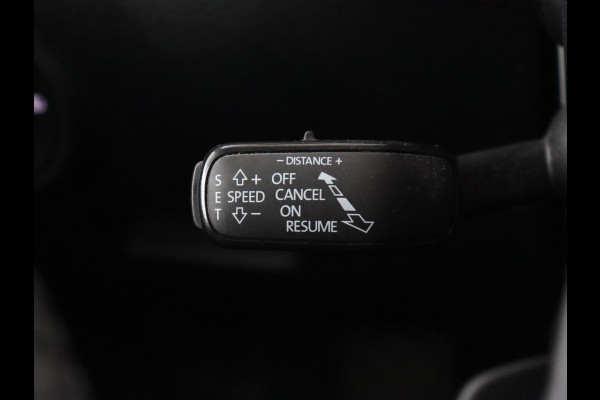 – DISTANCE +
S + OFF
E SPEED CANCEL
T – ON
RESUME